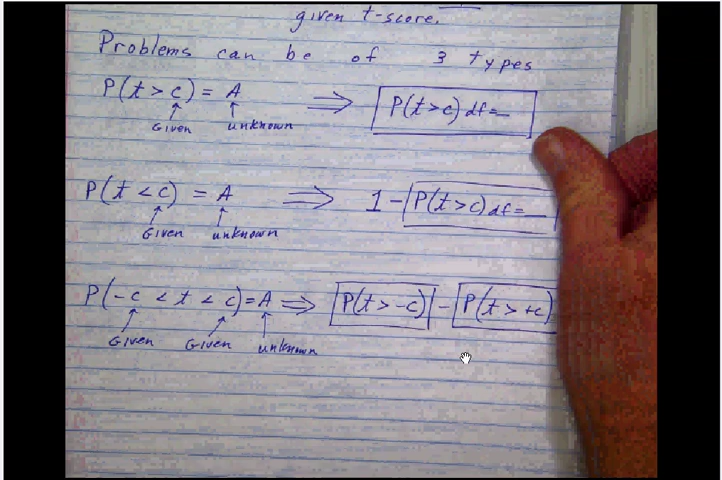 given t-score.
Problems can be of 3 types
P(t > c) = A ⟹ P(t>c) df=_
Given unknown
P(t < c) = A ⟹ 1 - P(t>c) df=_
Given unknown
P(-c < t < c) = A ⟹ P(t > -c) - P(t > +c)
Given Given unknown